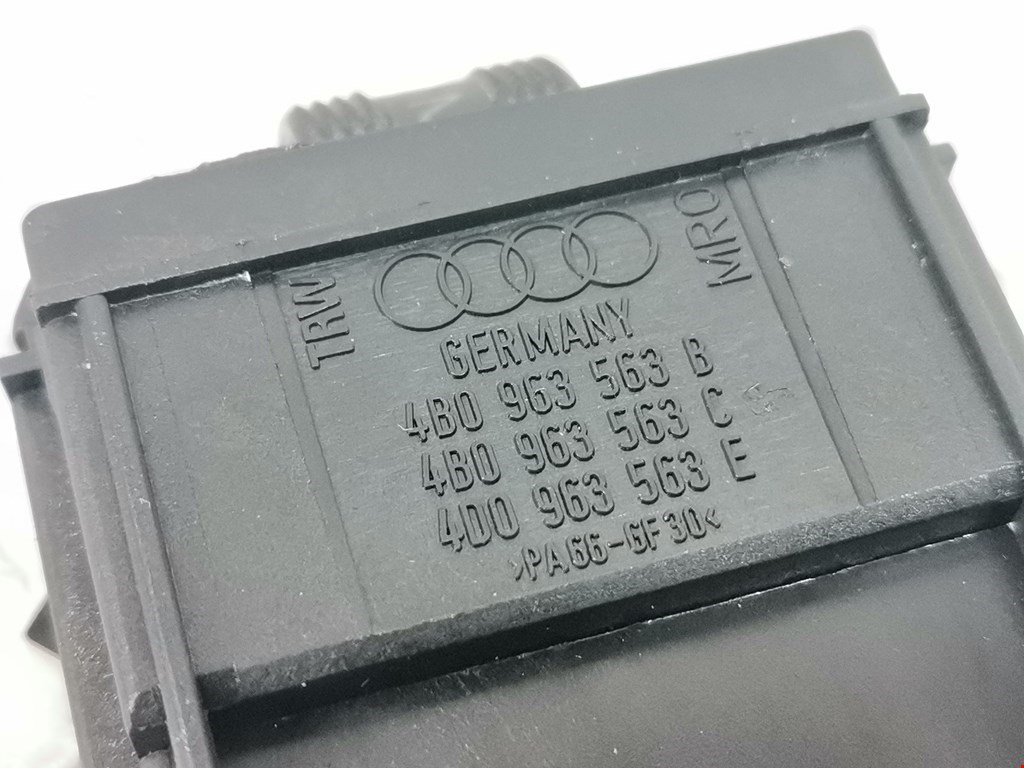 TRW
MRO
GERMANY
4B0 963 563 B
4B0 963 563 C
4D0 963 563 E
>PA66-GF30<